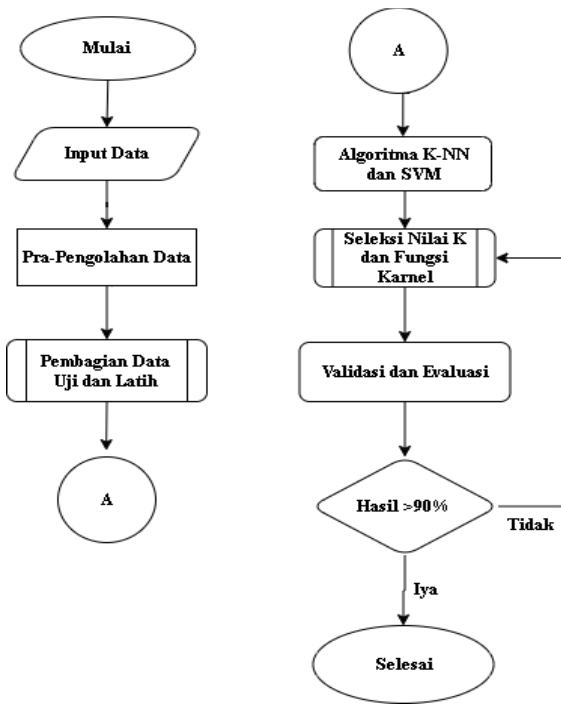 Mulai
Input Data
Pra-Pengolahan Data
Pembagian Data
Uji dan Latih
A
A
Algoritma K-NN
dan SVM
Seleksi Nilai K
dan Fungsi
Karnel
Validasi dan Evaluasi
Hasil >90%
Tidak
Iya
Selesai